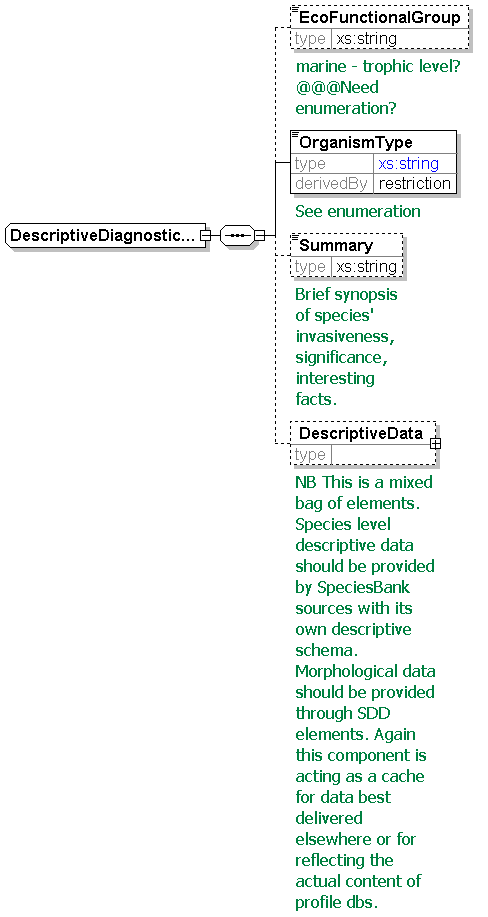 EcoFunctionalGroup
type xs:string
marine - trophic level?
@@@Need
enumeration?
OrganismType
type xs:string
derivedBy restriction
See enumeration
DescriptiveDiagnostic...
Summary
type xs:string
Brief synopsis
of species'
invasiveness,
significance,
interesting
facts.
DescriptiveData
type
NB This is a mixed
bag of elements.
Species level
descriptive data
should be provided
by SpeciesBank
sources with its
own descriptive
schema.
Morphological data
should be provided
through SDD
elements. Again
this component is
acting as a cache
for data best
delivered
elsewhere or for
reflecting the
actual content of
profile dbs.